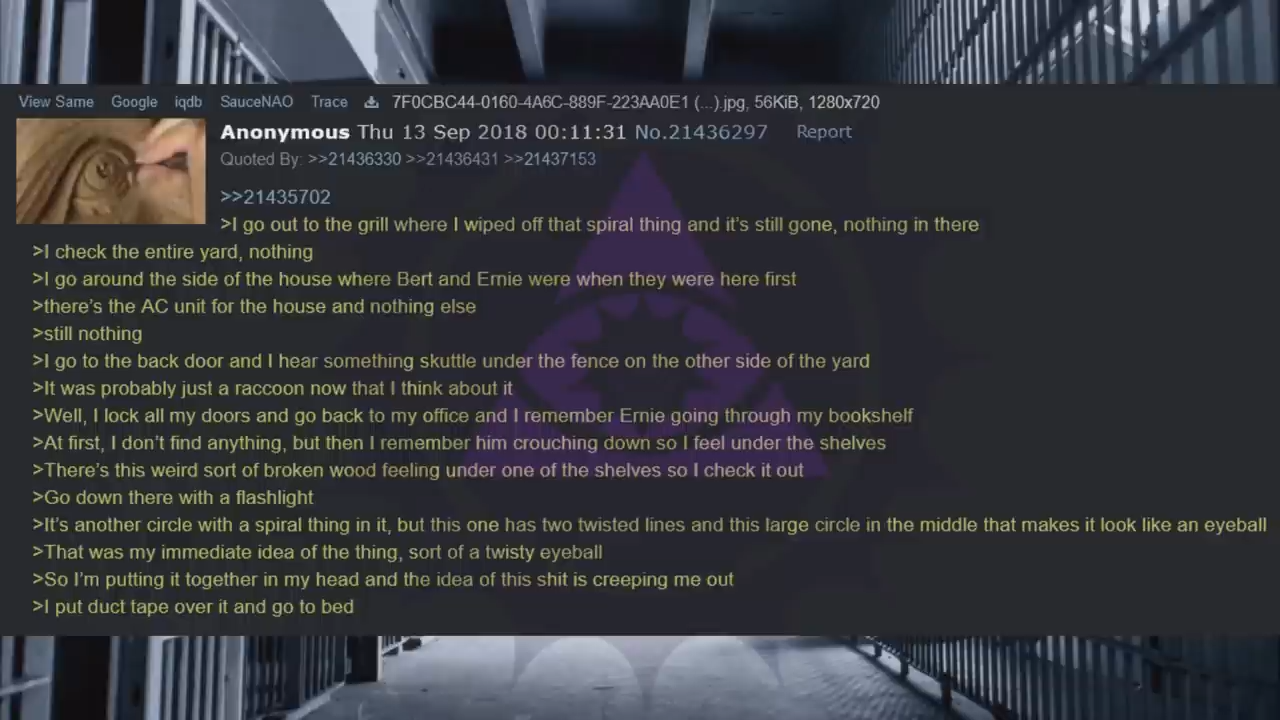 View Same Google iqdb SauceNAO Trace 7F0CBC44-0160-4A6C-889F-223AA0E1 (...).jpg, 56KiB, 1280x720
Anonymous Thu 13 Sep 2018 00:11:31 No.21436297 Report
Quoted By: >>21436330 >>21436431 >>21437153
>>21435702
>I go out to the grill where I wiped off that spiral thing and it's still gone, nothing in there
>I check the entire yard, nothing
>I go around the side of the house where Bert and Ernie were when they were here first
>there's the AC unit for the house and nothing else
>still nothing
>I go to the back door and I hear something skuttle under the fence on the other side of the yard
>It was probably just a raccoon now that I think about it
>Well, I lock all my doors and go back to my office and I remember Ernie going through my bookshelf
>At first, I don't find anything, but then I remember him crouching down so I feel under the shelves
>There's this weird sort of broken wood feeling under one of the shelves so I check it out
>Go down there with a flashlight
>It's another circle with a spiral thing in it, but this one has two twisted lines and this large circle in the middle that makes it look like an eyeball
>That was my immediate idea of the thing, sort of a twisty eyeball
>So I'm putting it together in my head and the idea of this shit is creeping me out
>I put duct tape over it and go to bed